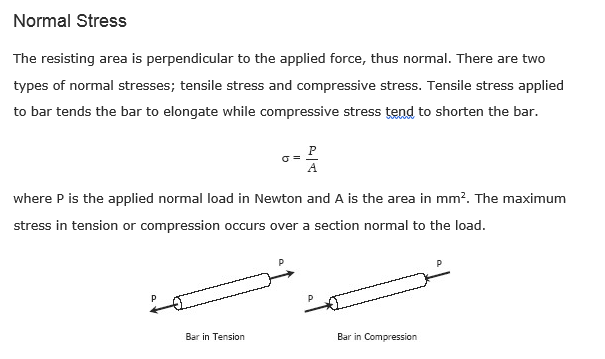 Normal Stress
The resisting area is perpendicular to the applied force, thus normal. There are two
types of normal stresses; tensile stress and compressive stress. Tensile stress applied
to bar tends the bar to elongate while compressive stress tend to shorten the bar.
σ = P/A
where P is the applied normal load in Newton and A is the area in mm². The maximum
stress in tension or compression occurs over a section normal to the load.
P P
P P
Bar in Tension
Bar in Compression